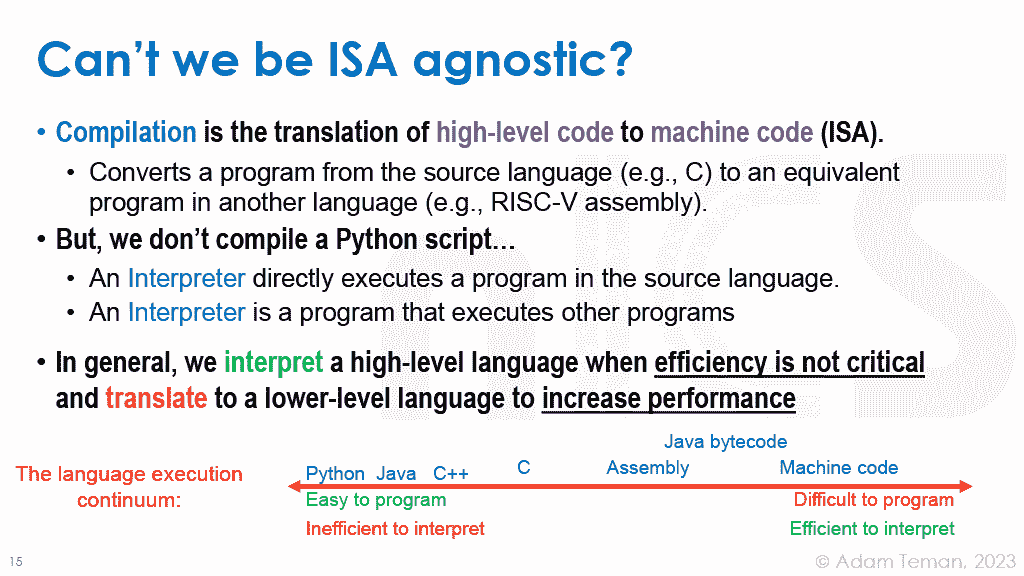 Can't we be ISA agnostic?
• Compilation is the translation of high-level code to machine code (ISA).
• Converts a program from the source language (e.g., C) to an equivalent
program in another language (e.g., RISC-V assembly).
• But, we don't compile a Python script…
• An Interpreter directly executes a program in the source language.
• An Interpreter is a program that executes other programs
• In general, we interpret a high-level language when efficiency is not critical
and translate to a lower-level language to increase performance
The language execution
continuum:
Java bytecode
Python Java C++ C Assembly Machine code
Easy to program Difficult to program
Inefficient to interpret Efficient to interpret
15
© Adam Teman, 2023